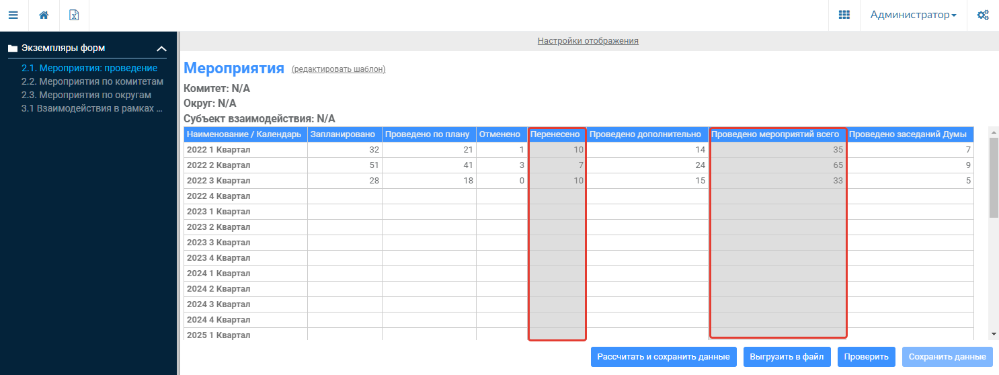 Администратор
Настройки отображения
Экземпляры форм
2.1. Мероприятия: проведение
2.2. Мероприятия по комитетам
2.3. Мероприятия по округам
3.1 Взаимодействия в рамках ...
Мероприятия (редактировать шаблон)
Комитет: N/A
Округ: N/A
Субъект взаимодействия: N/A
Наименование / Календарь Запланировано Проведено по плану Отменено Перенесено Проведено дополнительно Проведено мероприятий всего Проведено заседаний Думы
2022 1 Квартал 32 21 1 10 14 35 7
2022 2 Квартал 51 41 3 7 24 65 9
2022 3 Квартал 28 18 0 10 15 33 5
2022 4 Квартал
2023 1 Квартал
2023 2 Квартал
2023 3 Квартал
2023 4 Квартал
2024 1 Квартал
2024 2 Квартал
2024 3 Квартал
2024 4 Квартал
2025 1 Квартал
Рассчитать и сохранить данные Выгрузить в файл Проверить Сохранить данные